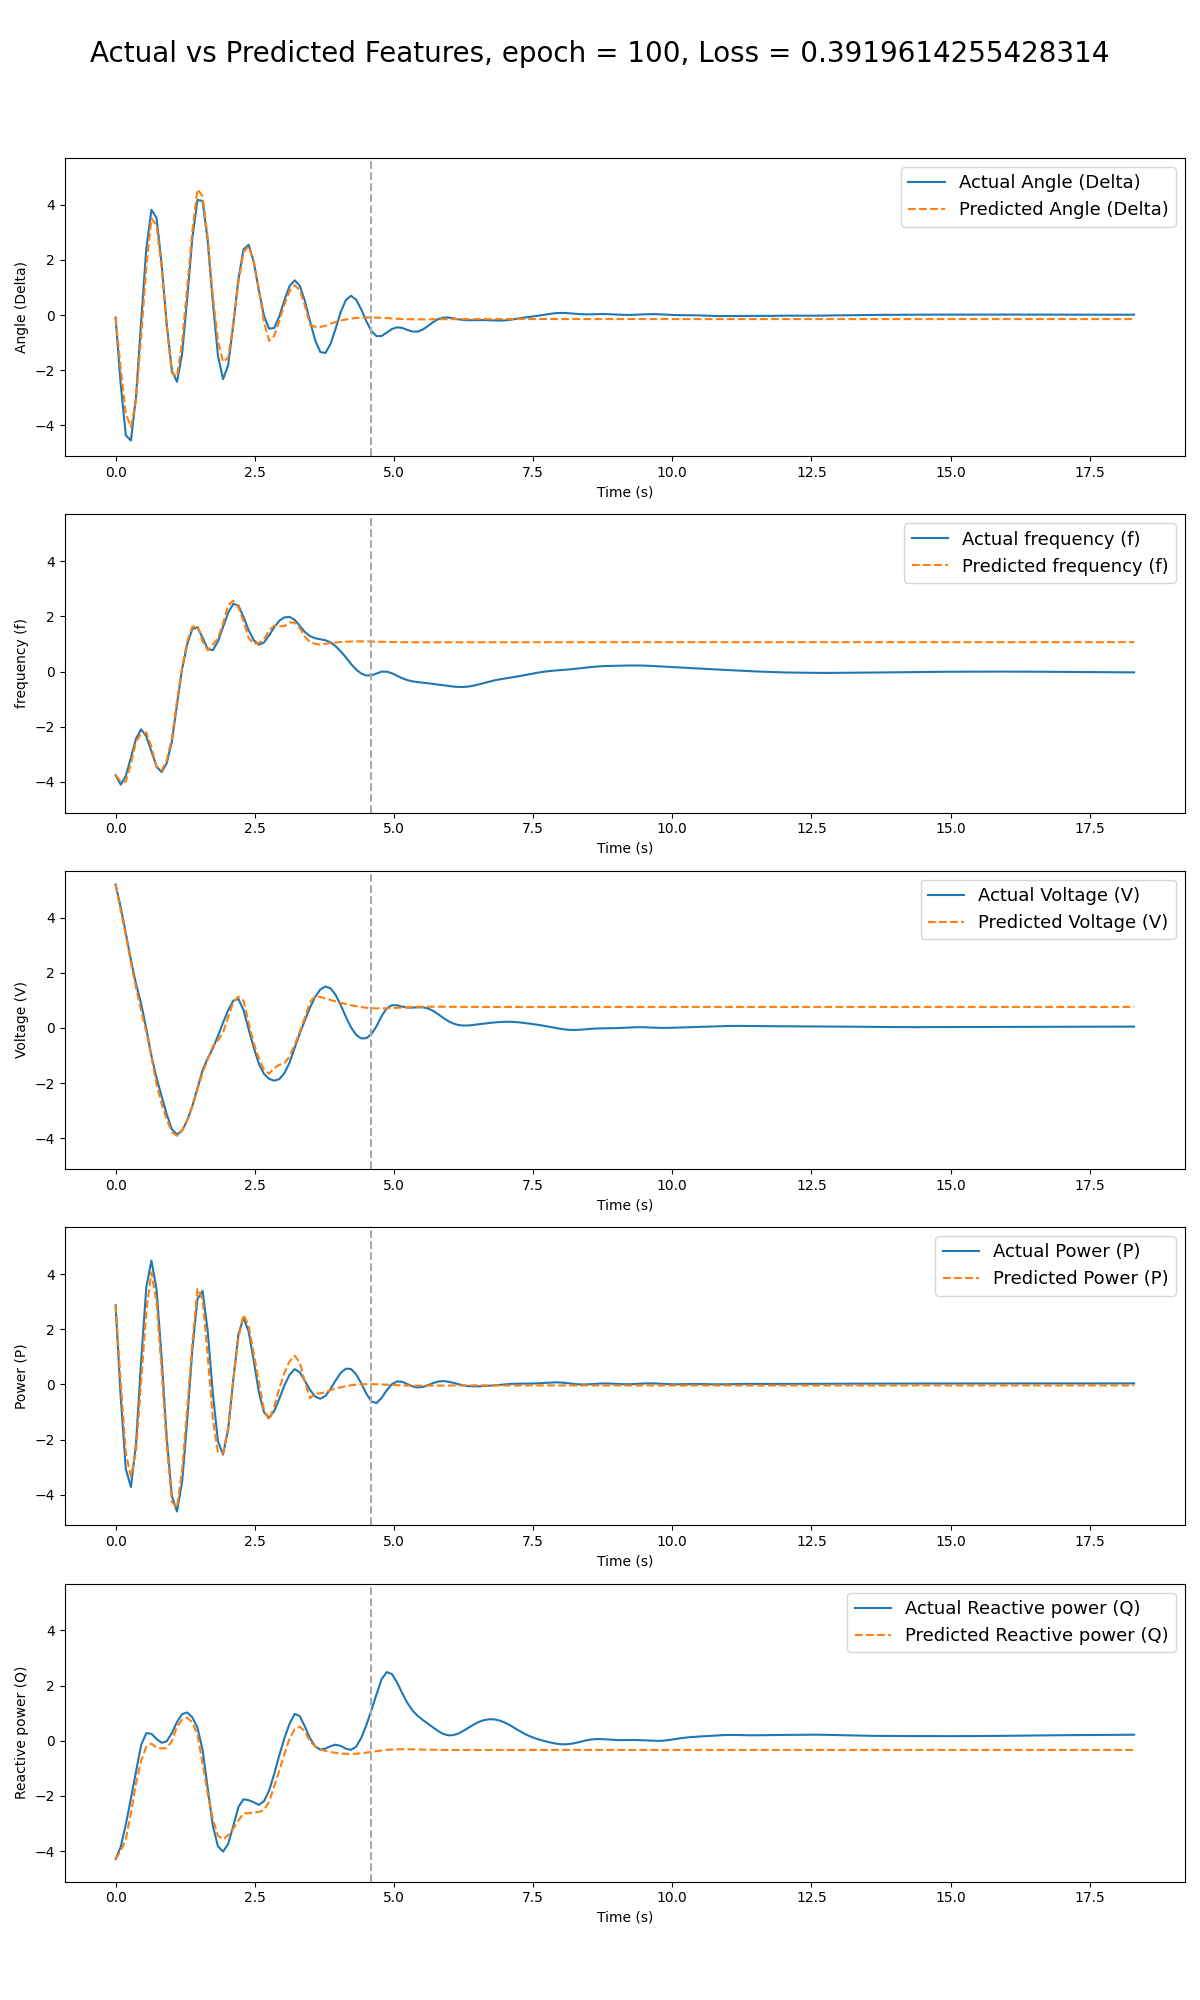 Actual vs Predicted Features, epoch = 100, Loss = 0.3919614255428314
Actual Angle (Delta)
Predicted Angle (Delta)
Angle (Delta)
4
2
0
−2
−4
0.0 2.5 5.0 7.5 10.0 12.5 15.0 17.5
Time (s)
Actual frequency (f)
Predicted frequency (f)
frequency (f)
4
2
0
−2
−4
0.0 2.5 5.0 7.5 10.0 12.5 15.0 17.5
Time (s)
Actual Voltage (V)
Predicted Voltage (V)
Voltage (V)
4
2
0
−2
−4
0.0 2.5 5.0 7.5 10.0 12.5 15.0 17.5
Time (s)
Actual Power (P)
Predicted Power (P)
Power (P)
4
2
0
−2
−4
0.0 2.5 5.0 7.5 10.0 12.5 15.0 17.5
Time (s)
Actual Reactive power (Q)
Predicted Reactive power (Q)
Reactive power (Q)
4
2
0
−2
−4
0.0 2.5 5.0 7.5 10.0 12.5 15.0 17.5
Time (s)